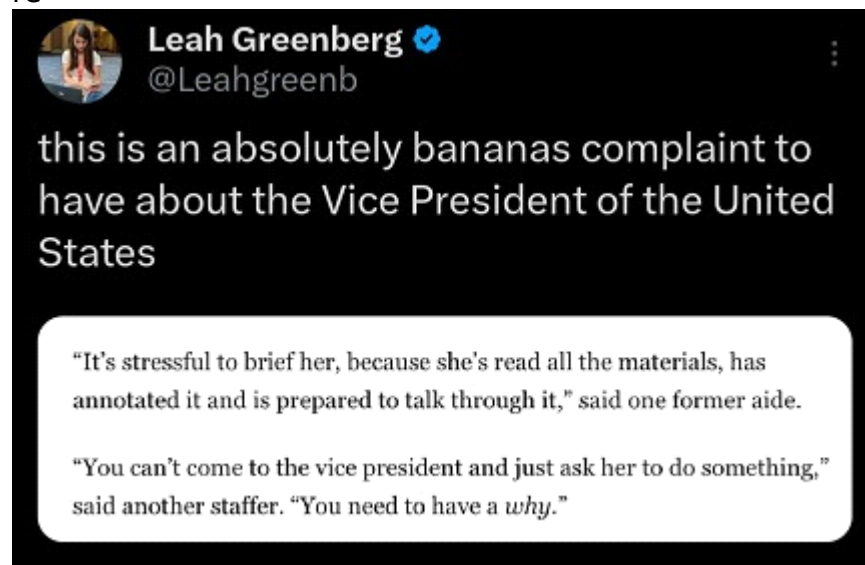 Leah Greenberg
@Leahgreenb
this is an absolutely bananas complaint to
have about the Vice President of the United
States
“It’s stressful to brief her, because she's read all the materials, has
annotated it and is prepared to talk through it,” said one former aide.
“You can’t come to the vice president and just ask her to do something,”
said another staffer. “You need to have a why.”